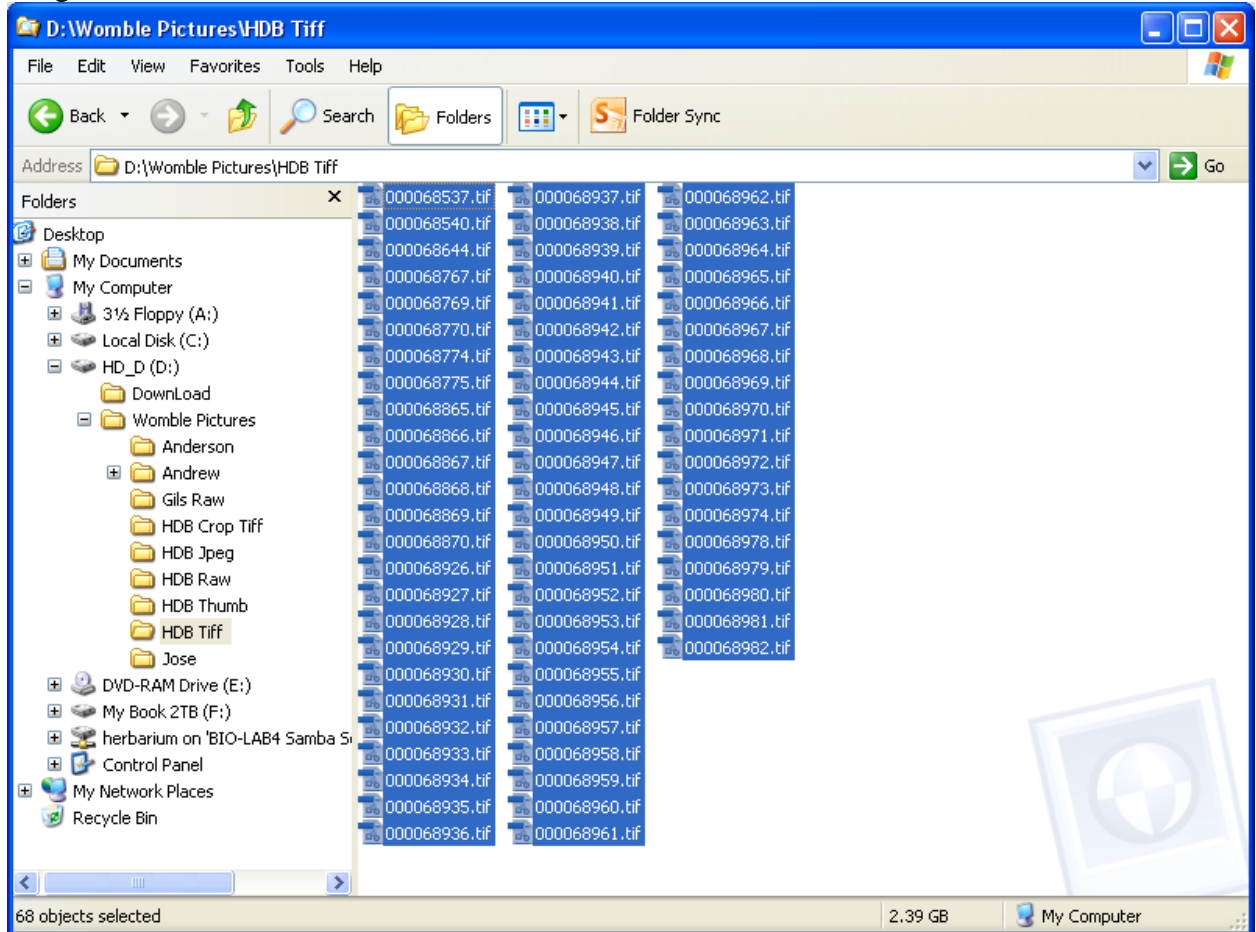 D:\Womble Pictures\HDB Tiff
File Edit View Favorites Tools Help
Back Search Folders Folder Sync
Address D:\Womble Pictures\HDB Tiff Go
Folders
Desktop
My Documents
My Computer
3½ Floppy (A:)
Local Disk (C:)
HD_D (D:)
DownLoad
Womble Pictures
Anderson
Andrew
Gils Raw
HDB Crop Tiff
HDB Jpeg
HDB Raw
HDB Thumb
HDB Tiff
Jose
DVD-RAM Drive (E:)
My Book 2TB (F:)
herbarium on 'BIO-LAB4 Samba
Control Panel
My Network Places
Recycle Bin
000068537.tif
000068540.tif
000068644.tif
000068767.tif
000068769.tif
000068770.tif
000068774.tif
000068775.tif
000068865.tif
000068866.tif
000068867.tif
000068868.tif
000068869.tif
000068870.tif
000068926.tif
000068927.tif
000068928.tif
000068929.tif
000068930.tif
000068931.tif
000068932.tif
000068933.tif
000068934.tif
000068935.tif
000068936.tif
000068937.tif
000068938.tif
000068939.tif
000068940.tif
000068941.tif
000068942.tif
000068943.tif
000068944.tif
000068945.tif
000068946.tif
000068947.tif
000068948.tif
000068949.tif
000068950.tif
000068951.tif
000068952.tif
000068953.tif
000068954.tif
000068955.tif
000068956.tif
000068957.tif
000068958.tif
000068959.tif
000068960.tif
000068961.tif
000068962.tif
000068963.tif
000068964.tif
000068965.tif
000068966.tif
000068967.tif
000068968.tif
000068969.tif
000068970.tif
000068971.tif
000068972.tif
000068973.tif
000068974.tif
000068978.tif
000068979.tif
000068980.tif
000068981.tif
000068982.tif
68 objects selected 2.39 GB My Computer